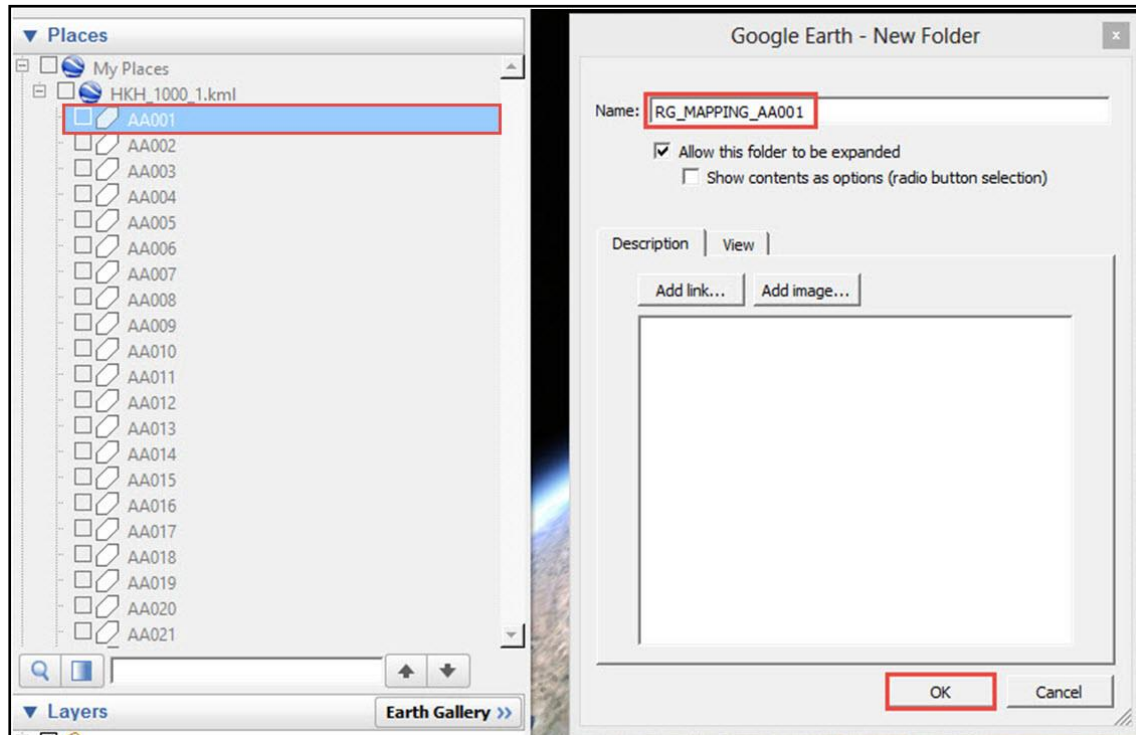 Places
My Places
HKH_1000_1.kml
AA001
AA002
AA003
AA004
AA005
AA006
AA007
AA008
AA009
AA010
AA011
AA012
AA013
AA014
AA015
AA016
AA017
AA018
AA019
AA020
AA021
Layers
Earth Gallery »
Google Earth - New Folder
x
Name: RG_MAPPING_AA001
Allow this folder to be expanded
Show contents as options (radio button selection)
Description View
Add link... Add image...
OK Cancel